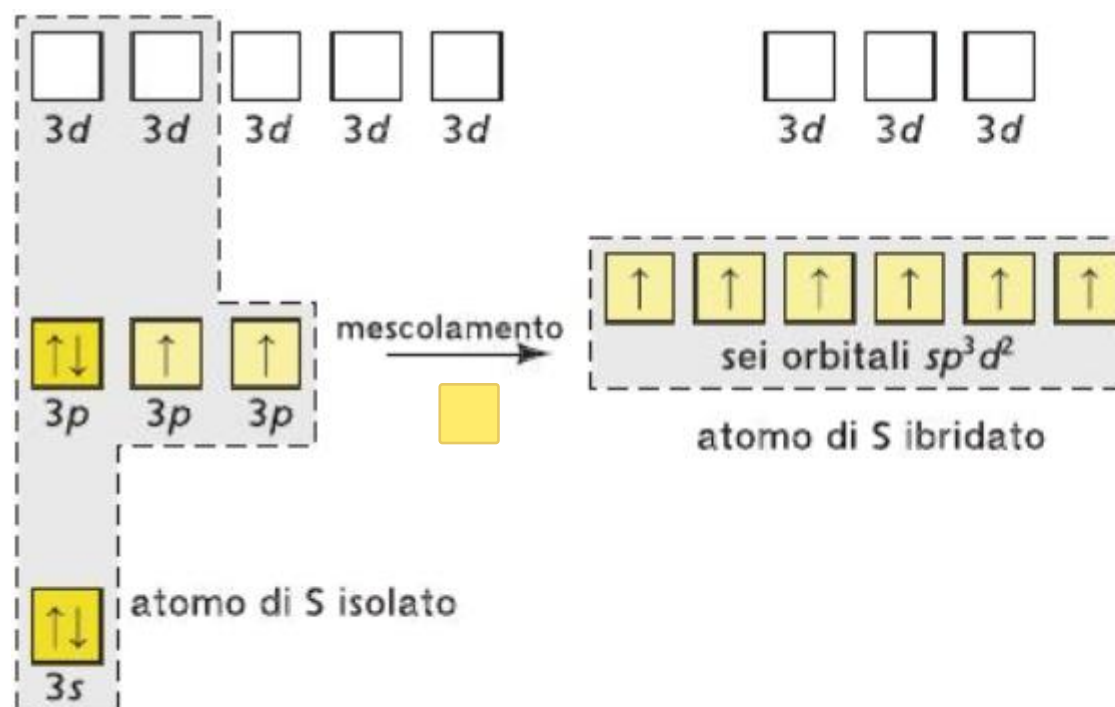 3d 3d 3d 3d 3d 3d 3d 3d
↑↓ ↑ ↑ mescolamento ↑ ↑ ↑ ↑ ↑ ↑
3p 3p 3p sei orbitali sp³d²
atomo di S ibridato
↑↓ atomo di S isolato
3s